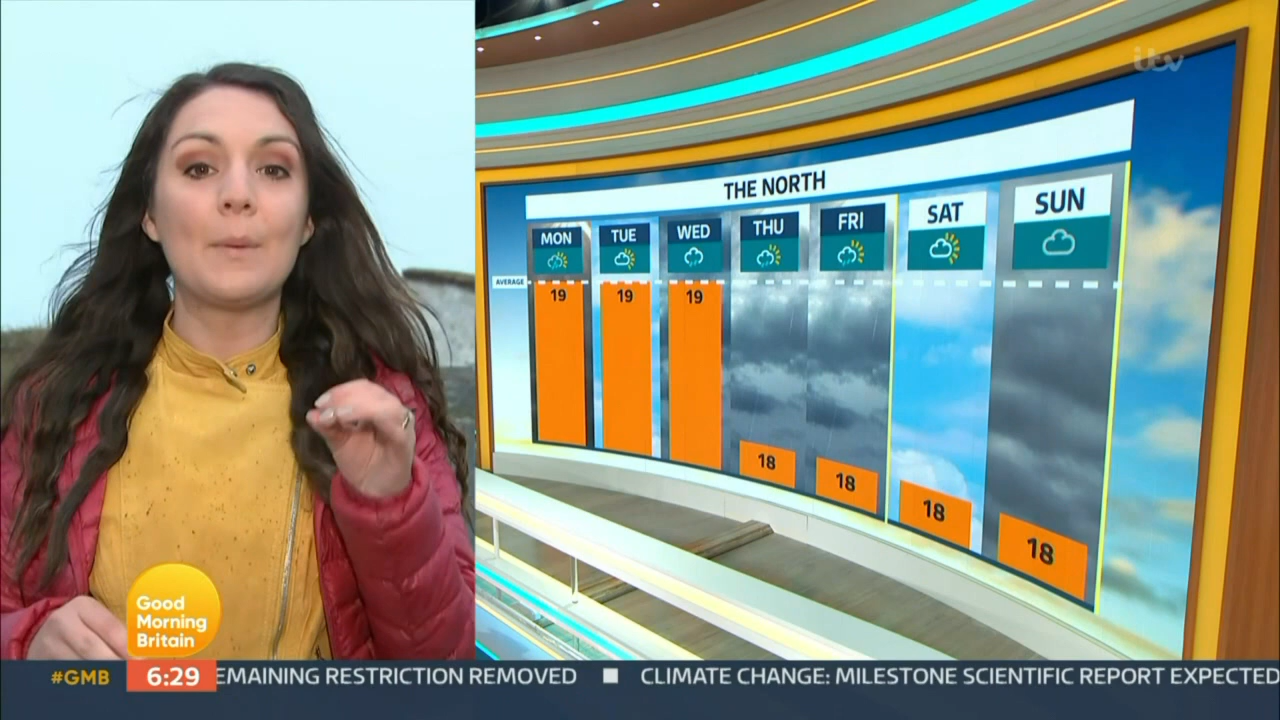 itv
THE NORTH
MON
TUE
WED
THU
FRI
SAT
SUN
AVERAGE
19
19
19
18
18
18
18
Good
Morning
Britain
#GMB
6:29
EMAINING RESTRICTION REMOVED ■ CLIMATE CHANGE: MILESTONE SCIENTIFIC REPORT EXPECTED